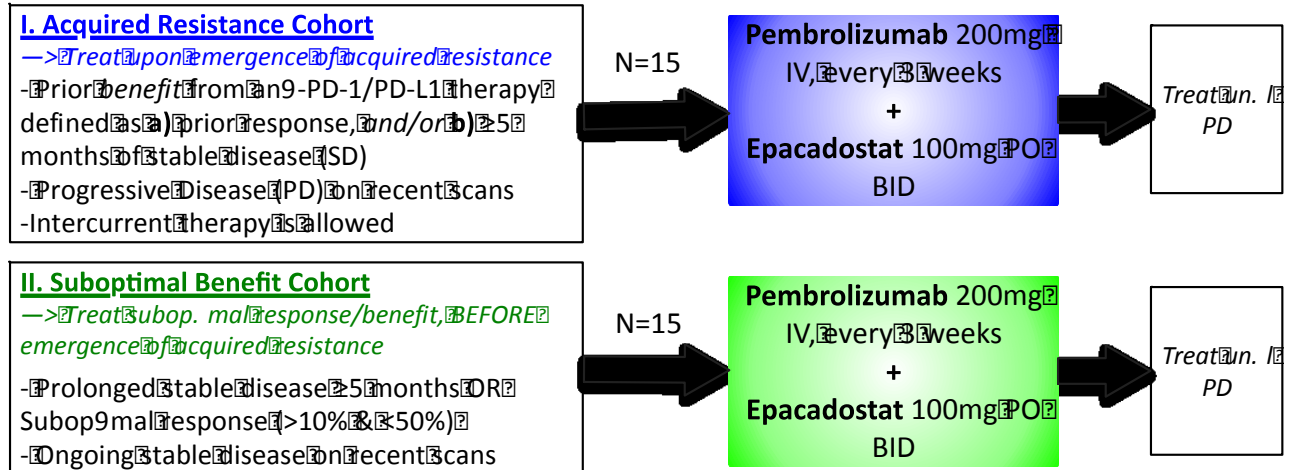 I. Acquired Resistance Cohort
—> Treat upon emergence of acquired resistance
- Prior benefit from an9-PD-1/PD-L1 therapy
defined as a) prior response, and/or b) ≥5
months of stable disease (SD)
- Progressive Disease (PD) on recent scans
-Intercurrent therapy is allowed
N=15
Pembrolizumab 200mg
IV, every 3 weeks
+
Epacadostat 100mg PO
BID
Treat un. l
PD
II. Suboptimal Benefit Cohort
—> Treat subop. mal response/benefit, BEFORE
emergence of acquired resistance
- Prolonged stable disease ≥5 months OR
Subop9mal response (>10% & <50%)
- Ongoing stable disease on recent scans
N=15
Pembrolizumab 200mg
IV, every 3 weeks
+
Epacadostat 100mg PO
BID
Treat un. l
PD